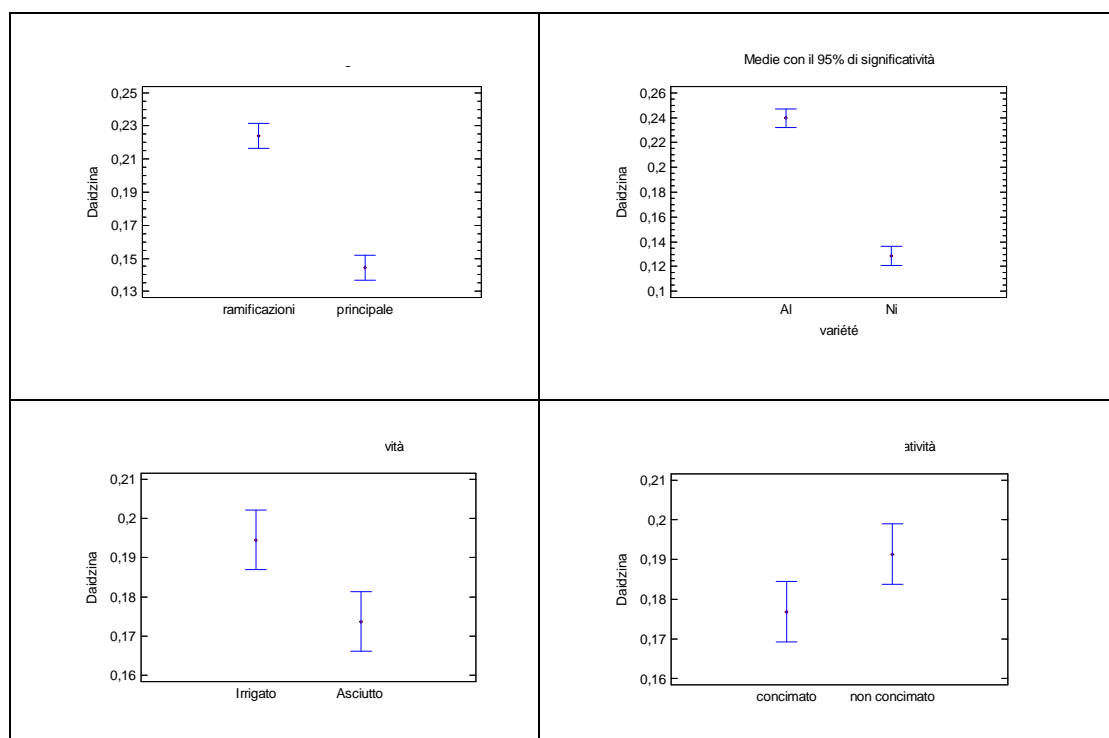 0,25
0,23
0,21
0,19
0,17
0,15
0,13
Daidzina
ramificazioni principale
Medie con il 95% di significatività
0,26
0,24
0,22
0,2
0,18
0,16
0,14
0,12
0,1
Daidzina
Al Ni
variété
vità
0,21
0,2
0,19
0,18
0,17
0,16
Daidzina
Irrigato Asciutto
atività
0,21
0,2
0,19
0,18
0,17
0,16
Daidzina
concimato non concimato